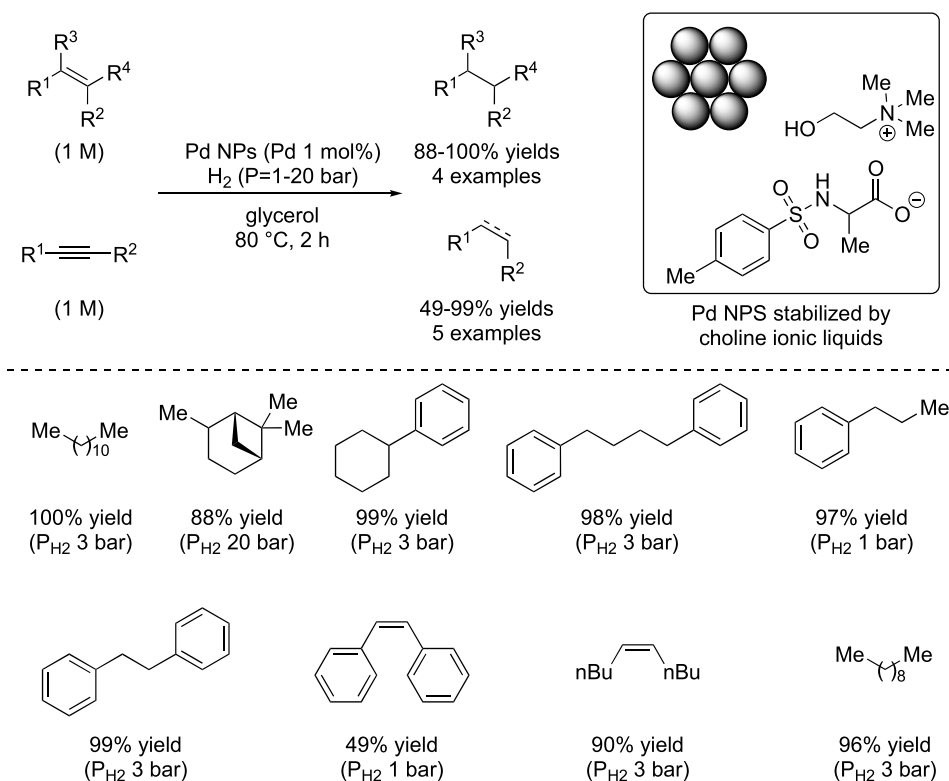 R3
R1 R4
R2
(1 M)
R1 R2
(1 M)
Pd NPs (Pd 1 mol%)
H2 (P=1-20 bar)
glycerol
80 °C, 2 h
R3
R1 R4
R2
88-100% yields
4 examples
R1
R2
49-99% yields
5 examples
Me
HO N Me
⊕ Me
O H O
S N O ⊖
O Me
Me
Pd NPS stabilized by
choline ionic liquids
Me Me
10
100% yield
(PH2 3 bar)
Me Me
Me
88% yield
(PH2 20 bar)
99% yield
(PH2 3 bar)
98% yield
(PH2 3 bar)
Me
97% yield
(PH2 1 bar)
99% yield
(PH2 3 bar)
49% yield
(PH2 1 bar)
nBu nBu
90% yield
(PH2 3 bar)
Me Me
8
96% yield
(PH2 3 bar)